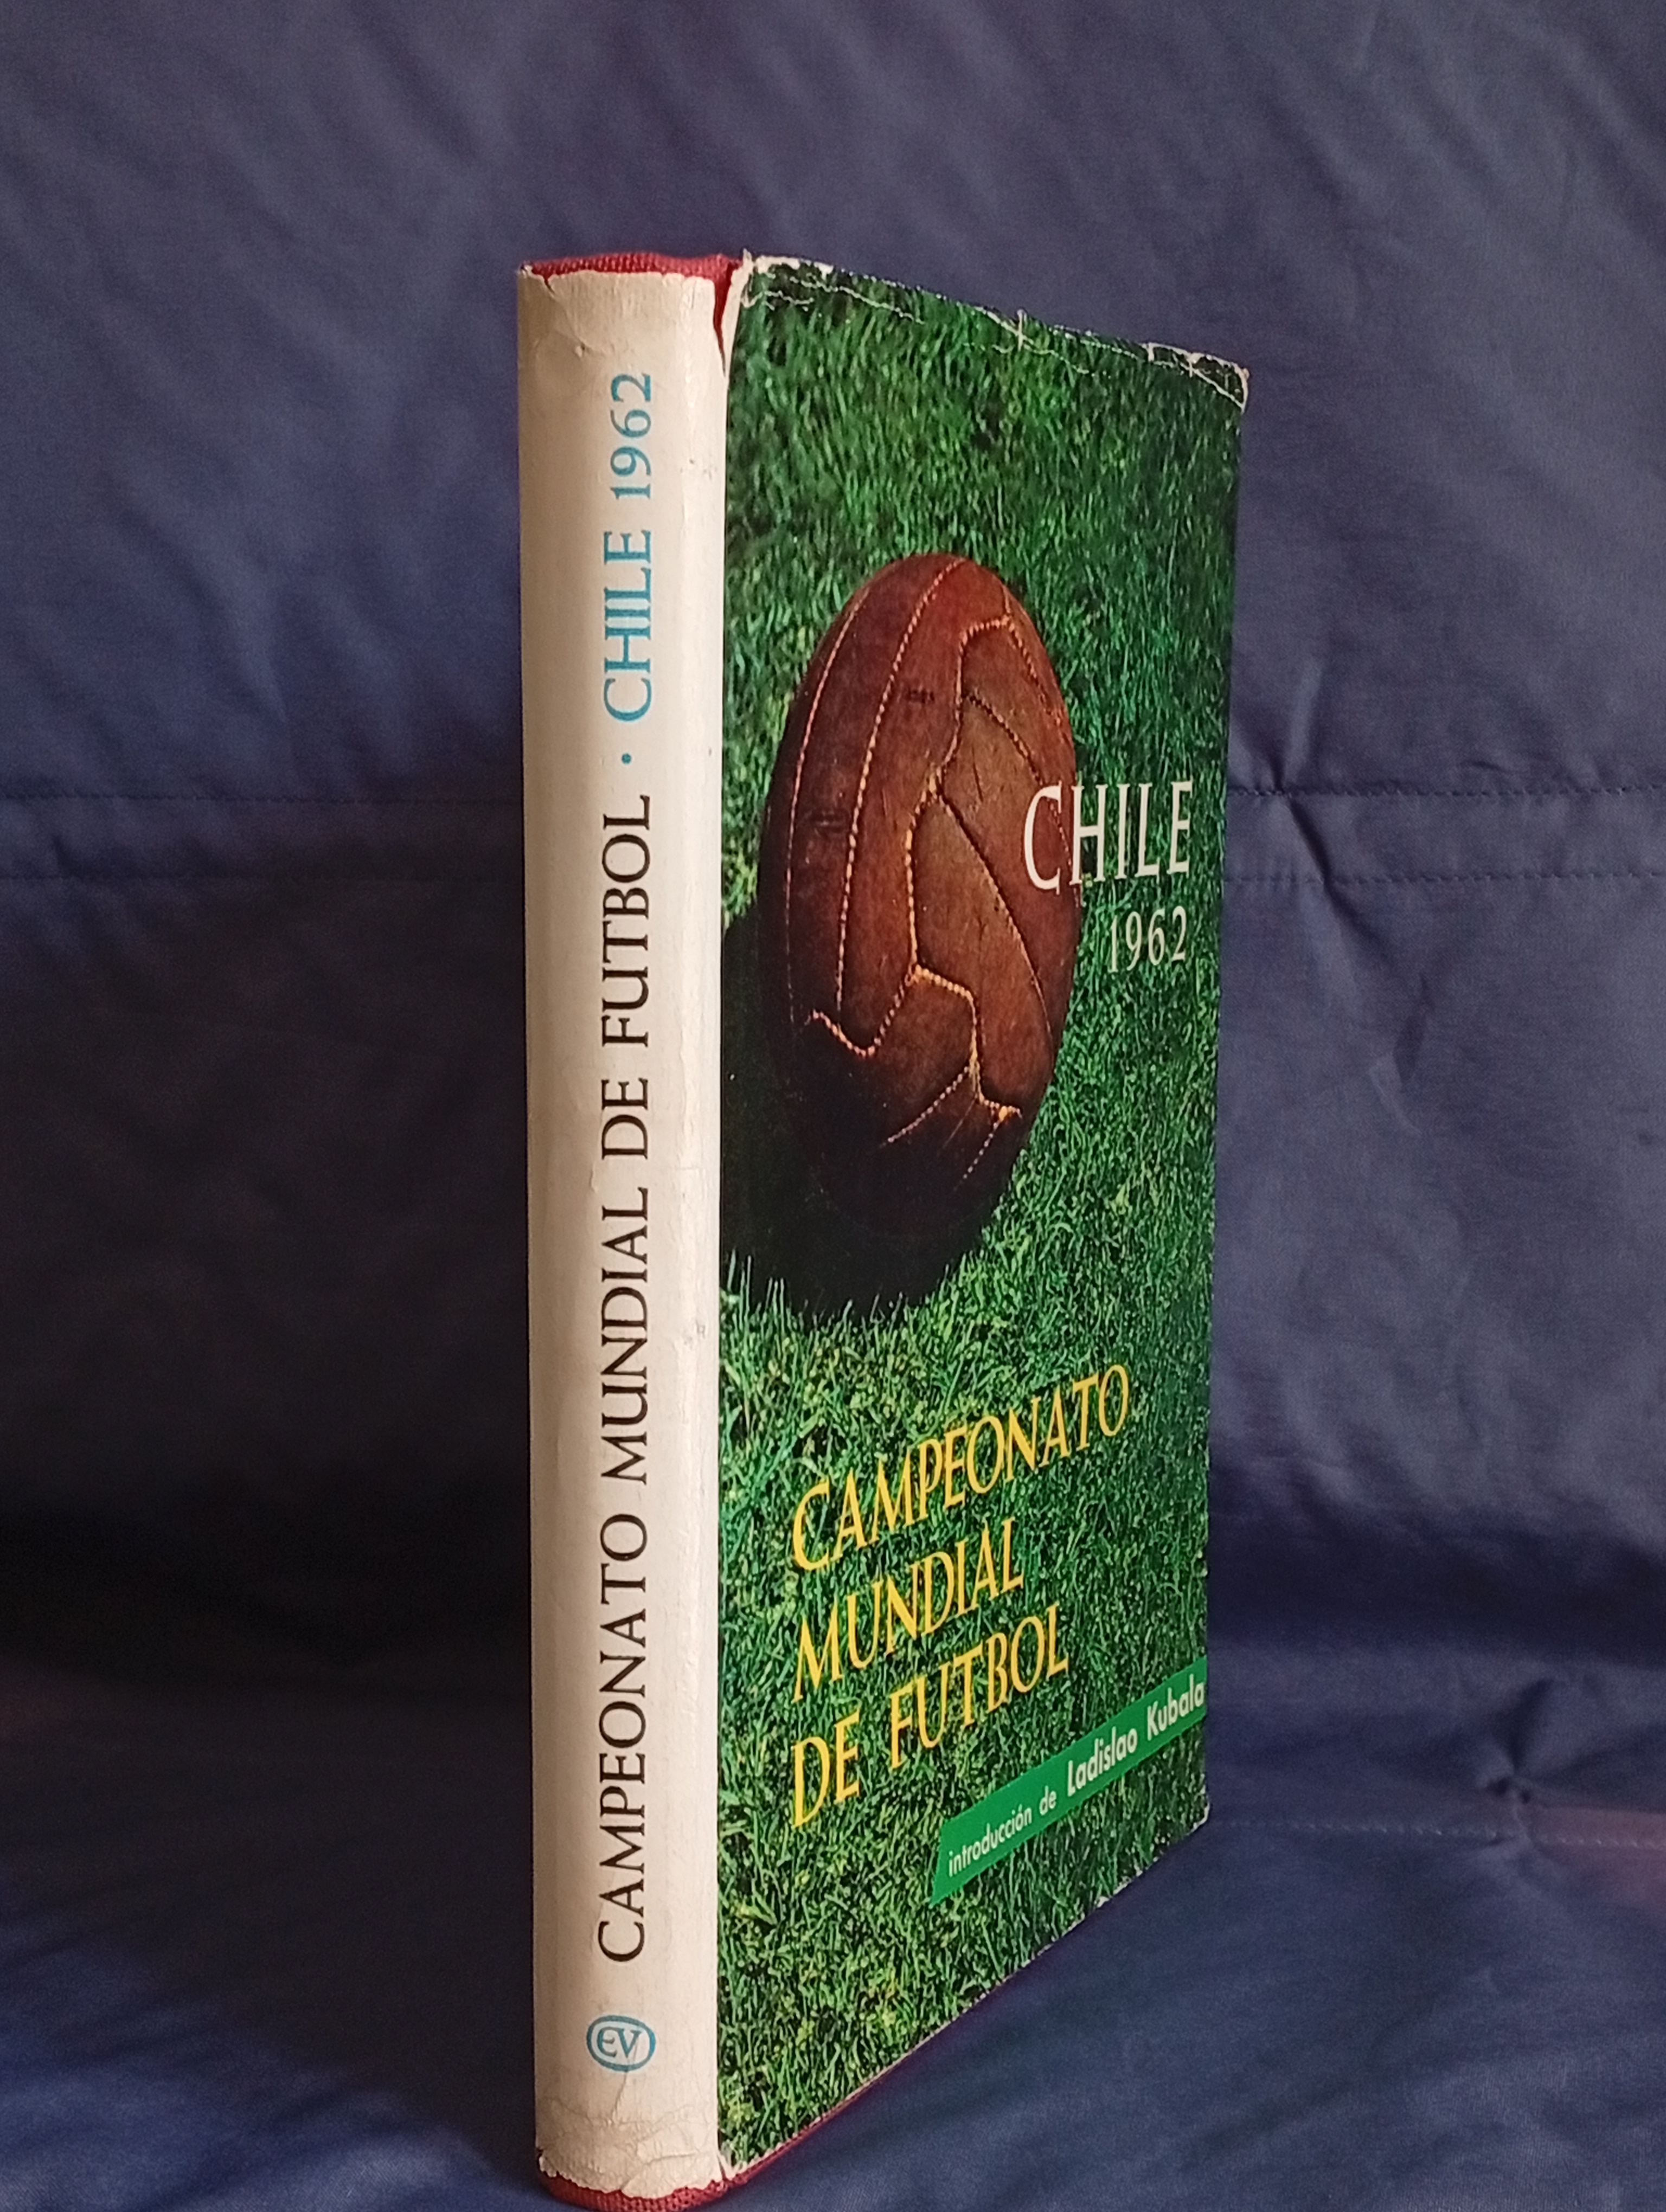 CAMPEONATO MUNDIAL DE FUTBOL · CHILE 1962
EV
CHILE
1962
CAMPEONATO
MUNDIAL
DE FUTBOL
introducción de Ladislao Kubala